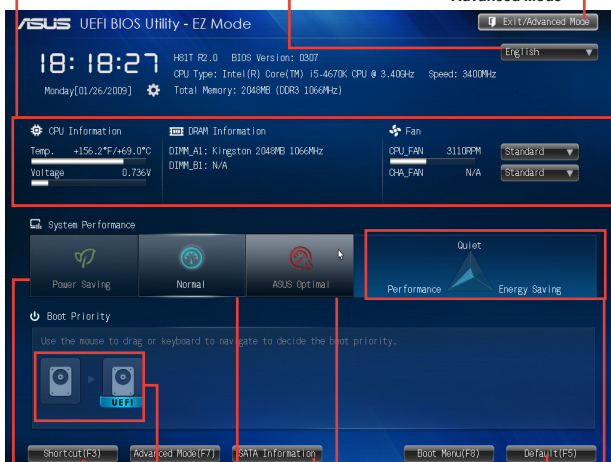 Advanced Mode
ASUS UEFI BIOS Utility - EZ Mode
Exit/Advanced Mode
English
18:18:27
Monday[01/26/2009]
H81T R2.0 BIOS Version: 0307
CPU Type: Intel(R) Core(TM) i5-4670K CPU @ 3.40GHz Speed: 3400MHz
Total Memory: 2048MB (DDR3 1066MHz)
CPU Information
Temp. +156.2°F/+69.0°C
Voltage 0.736V
DRAM Information
DIMM_A1: Kingston 2048MB 1066MHz
DIMM_B1: N/A
Fan
CPU_FAN 3110RPM Standard
CHA_FAN N/A Standard
System Performance
Power Saving
Normal
ASUS Optimal
Quiet
Performance
Energy Saving
Boot Priority
Use the mouse to drag or keyboard to navigate to decide the boot priority.
UEFI
Shortcut(F3)
Advanced Mode(F7)
SATA Information
Boot Menu(F8)
Default(F5)